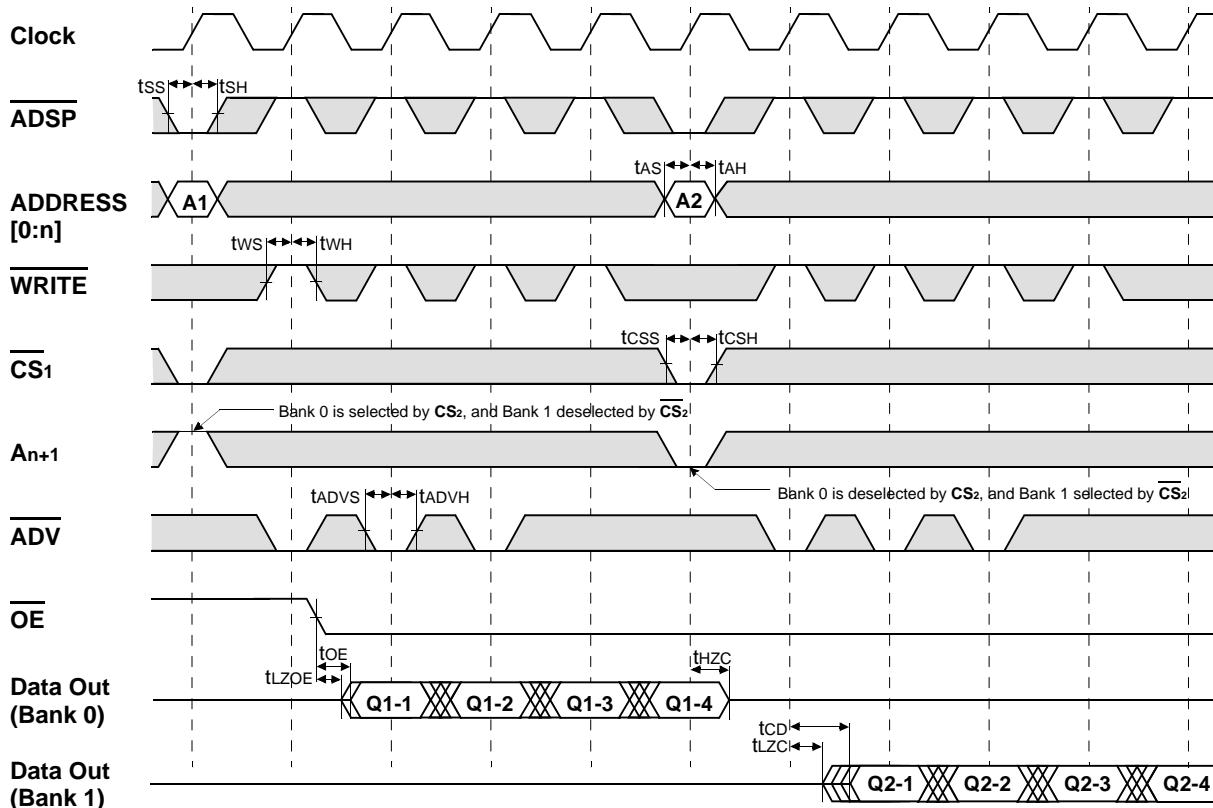 Clock
tSS tSH
ADSP
tAS tAH
ADDRESS
[0:n]
A1 A2
tWS tWH
WRITE
tCSS tCSH
CS1
Bank 0 is selected by CS2, and Bank 1 deselected by CS2
An+1
Bank 0 is deselected by CS2, and Bank 1 selected by CS2
tADVS tADVH
ADV
OE
tOE
tLZOE
tHZC
Data Out
(Bank 0)
Q1-1 Q1-2 Q1-3 Q1-4
tCD
tLZC
Data Out
(Bank 1)
Q2-1 Q2-2 Q2-3 Q2-4